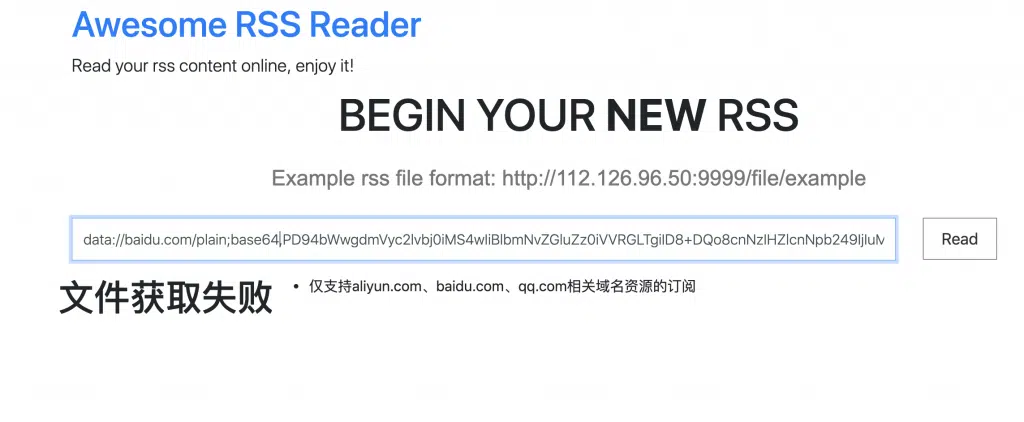 Awesome RSS Reader
Read your rss content online, enjoy it!
BEGIN YOUR NEW RSS
Example rss file format: http://112.126.96.50:9999/file/example
data://baidu.com/plain;base64,PD94bWwgdmVyc2lvbj0iMS4wIiBlbmNvZGluZz0iVVRGLTgiID8+DQo8cnNzIHZlcnNpb249IjIuM
Read
文件获取失败
• 仅支持aliyun.com、baidu.com、qq.com相关域名资源的订阅